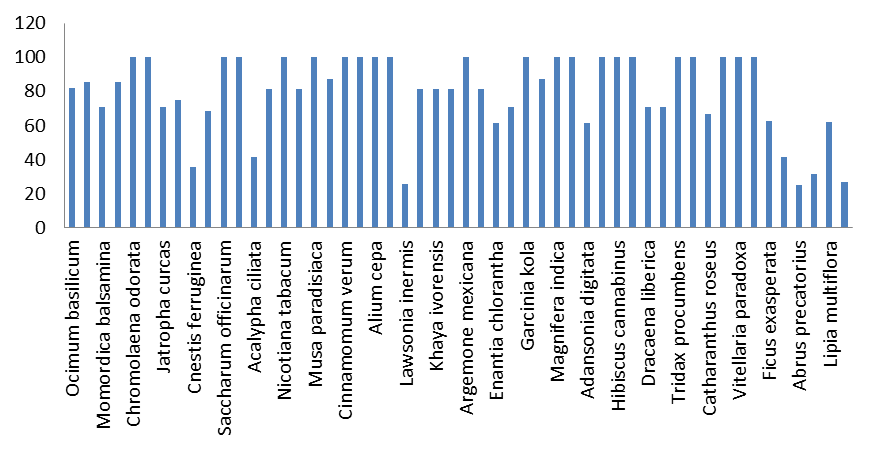 120
100
80
60
40
20
0
Ocimum basilicum
Momordica balsamina
Chromolaena odorata
Jatropha curcas
Cnestis ferruginea
Saccharum officinarum
Acalypha ciliata
Nicotiana tabacum
Musa paradisiaca
Cinnamomum verum
Alium cepa
Lawsonia inermis
Khaya ivorensis
Argemone mexicana
Enantia chlorantha
Garcinia kola
Magnifera indica
Adansonia digitata
Hibiscus cannabinus
Dracaena liberica
Tridax procumbens
Catharanthus roseus
Vitellaria paradoxa
Ficus exasperata
Abrus precatorius
Lipia multiflora